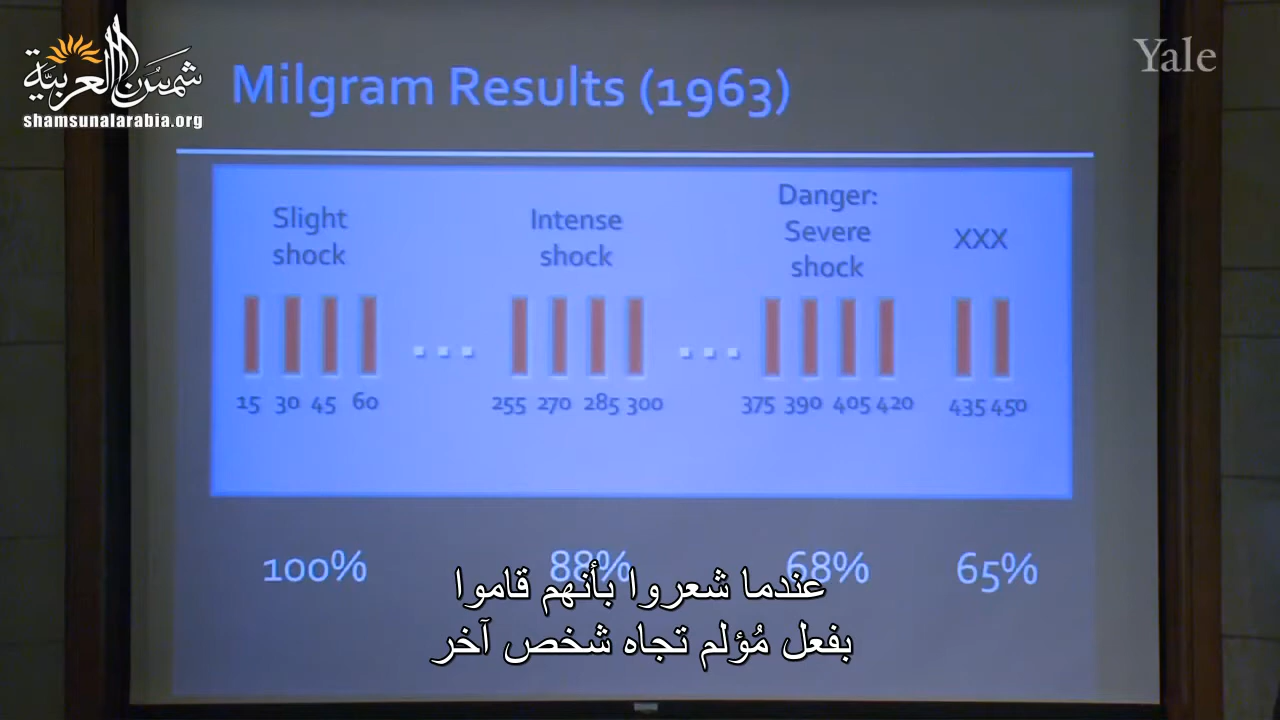 شمس العربية
shamsunalarabia.org
Yale
Milgram Results (1963)
Slight
shock
Intense
shock
Danger:
Severe
shock
XXX
15 30 45 60
...
255 270 285 300
...
375 390 405 420
435 450
100% 88% 68% 65%
عندما شعروا بأنهم قاموا
بفعل مُؤلم تجاه شخص آخر